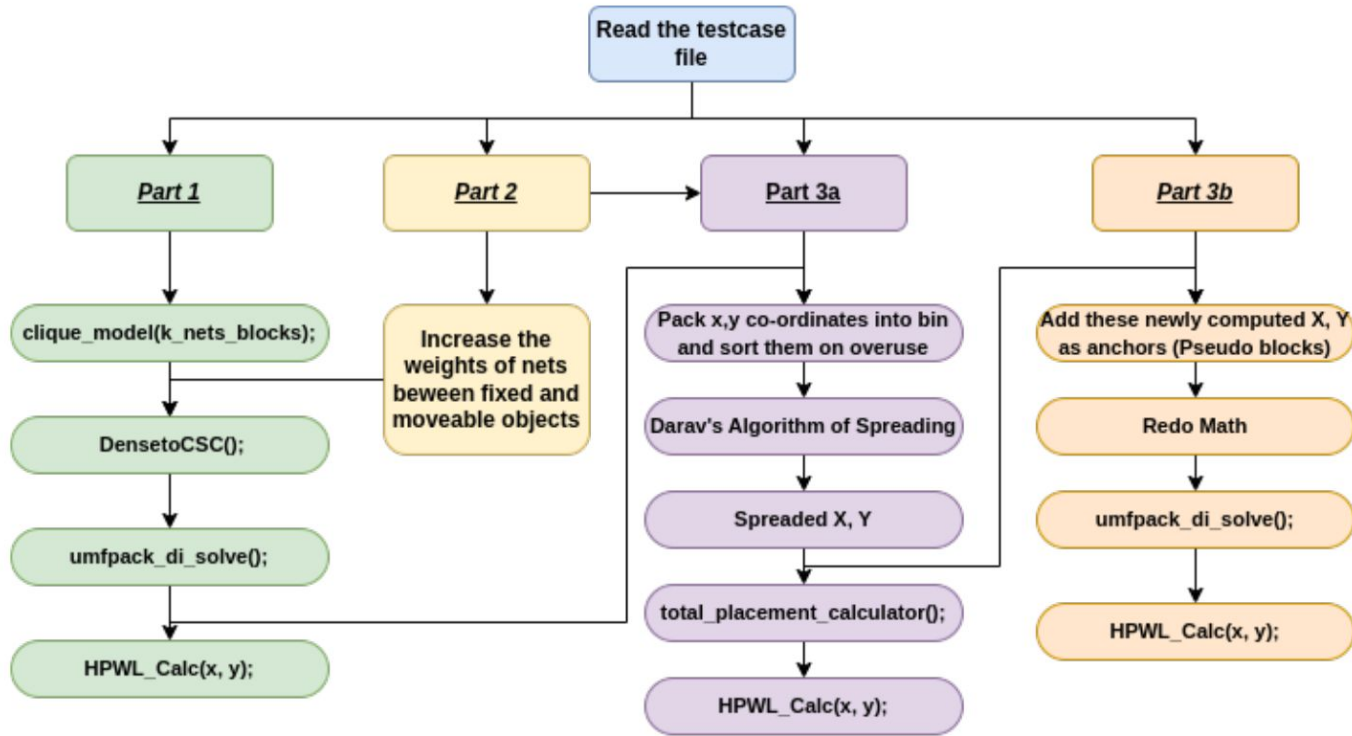 Read the testcase
file
Part 1
Part 2
Part 3a
Part 3b
clique_model(k_nets_blocks);
DensetoCSC();
umfpack_di_solve();
HPWL_Calc(x, y);
Increase the
weights of nets
beween fixed and
moveable objects
Pack x,y co-ordinates into bin
and sort them on overuse
Darav's Algorithm of Spreading
Spreaded X, Y
total_placement_calculator();
HPWL_Calc(x, y);
Add these newly computed X, Y
as anchors (Pseudo blocks)
Redo Math
umfpack_di_solve();
HPWL_Calc(x, y);